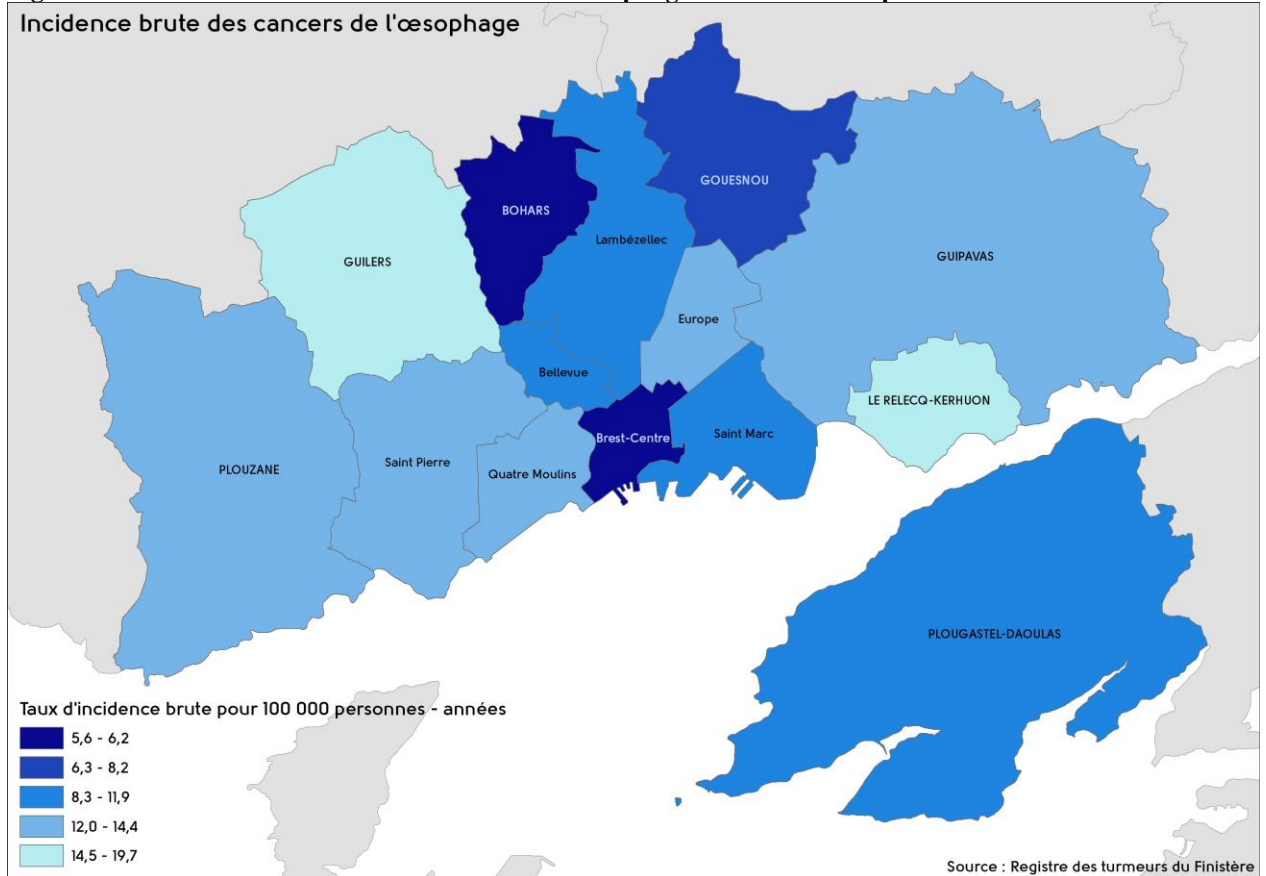 Incidence brute des cancers de l'œsophage
GOUESNOU
BOHARS
Lambézellec
GUILERS
GUIPAVAS
Europe
Bellevue
LE RELECQ-KERHUON
Brest-Centre
Saint Marc
Saint Pierre
PLOUZANE
Quatre Moulins
PLOUGASTEL-DAOULAS
Taux d'incidence brute pour 100 000 personnes - années
5,6 - 6,2
6,3 - 8,2
8,3 - 11,9
12,0 - 14,4
14,5 - 19,7
Source : Registre des turmeurs du Finistère